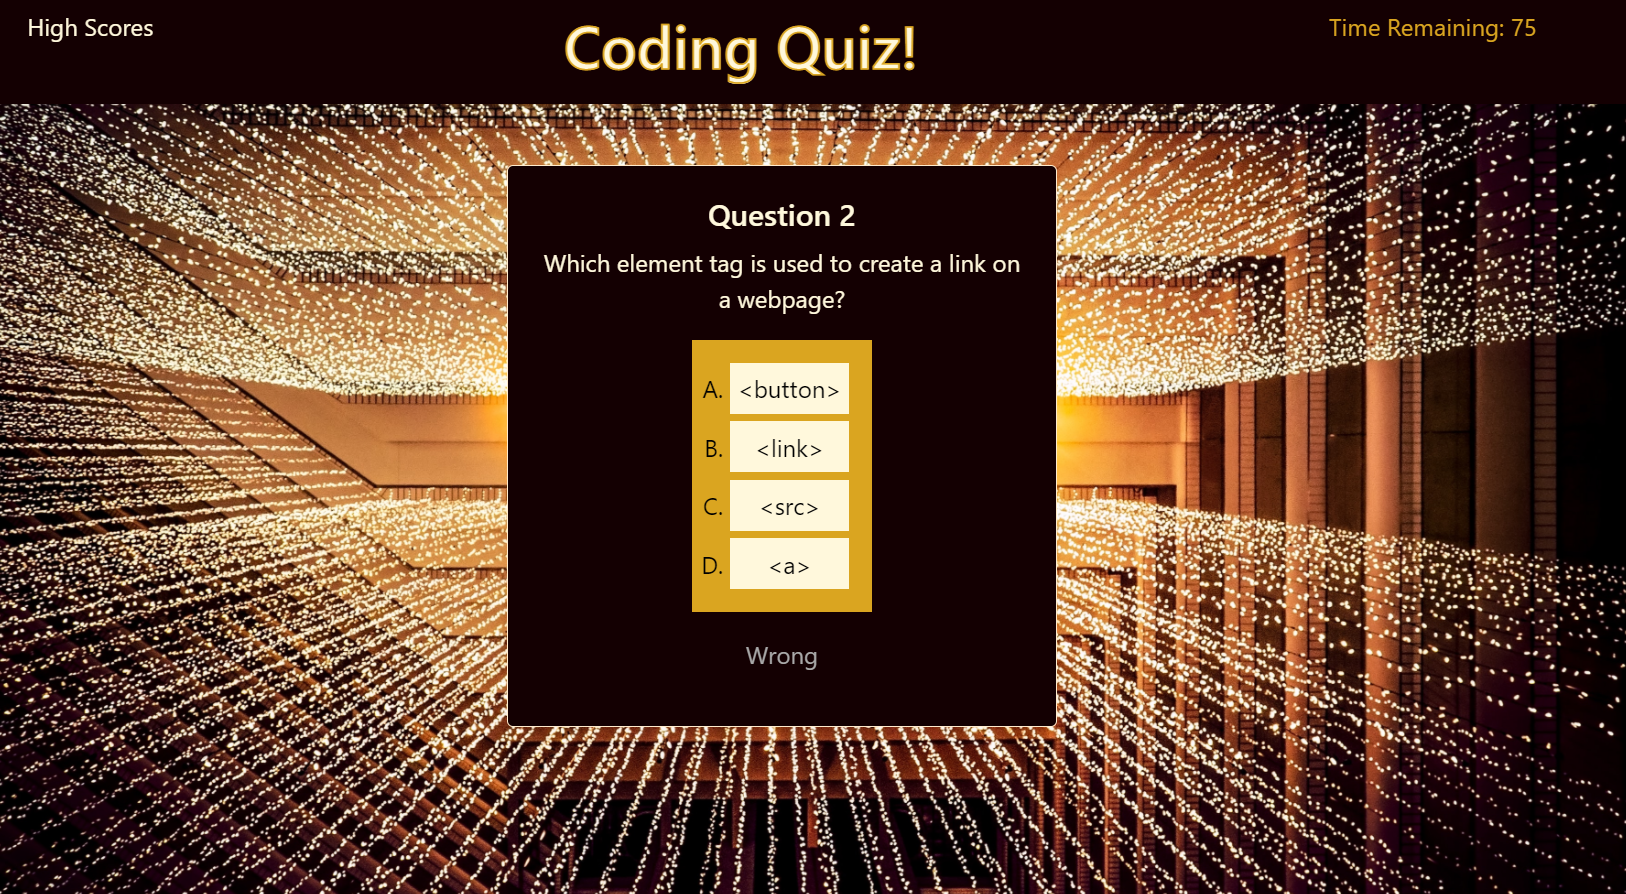 High Scores
Coding Quiz!
Time Remaining: 75
Question 2
Which element tag is used to create a link on
a webpage?
A. <button>
B. <link>
C. <src>
D. <a>
Wrong